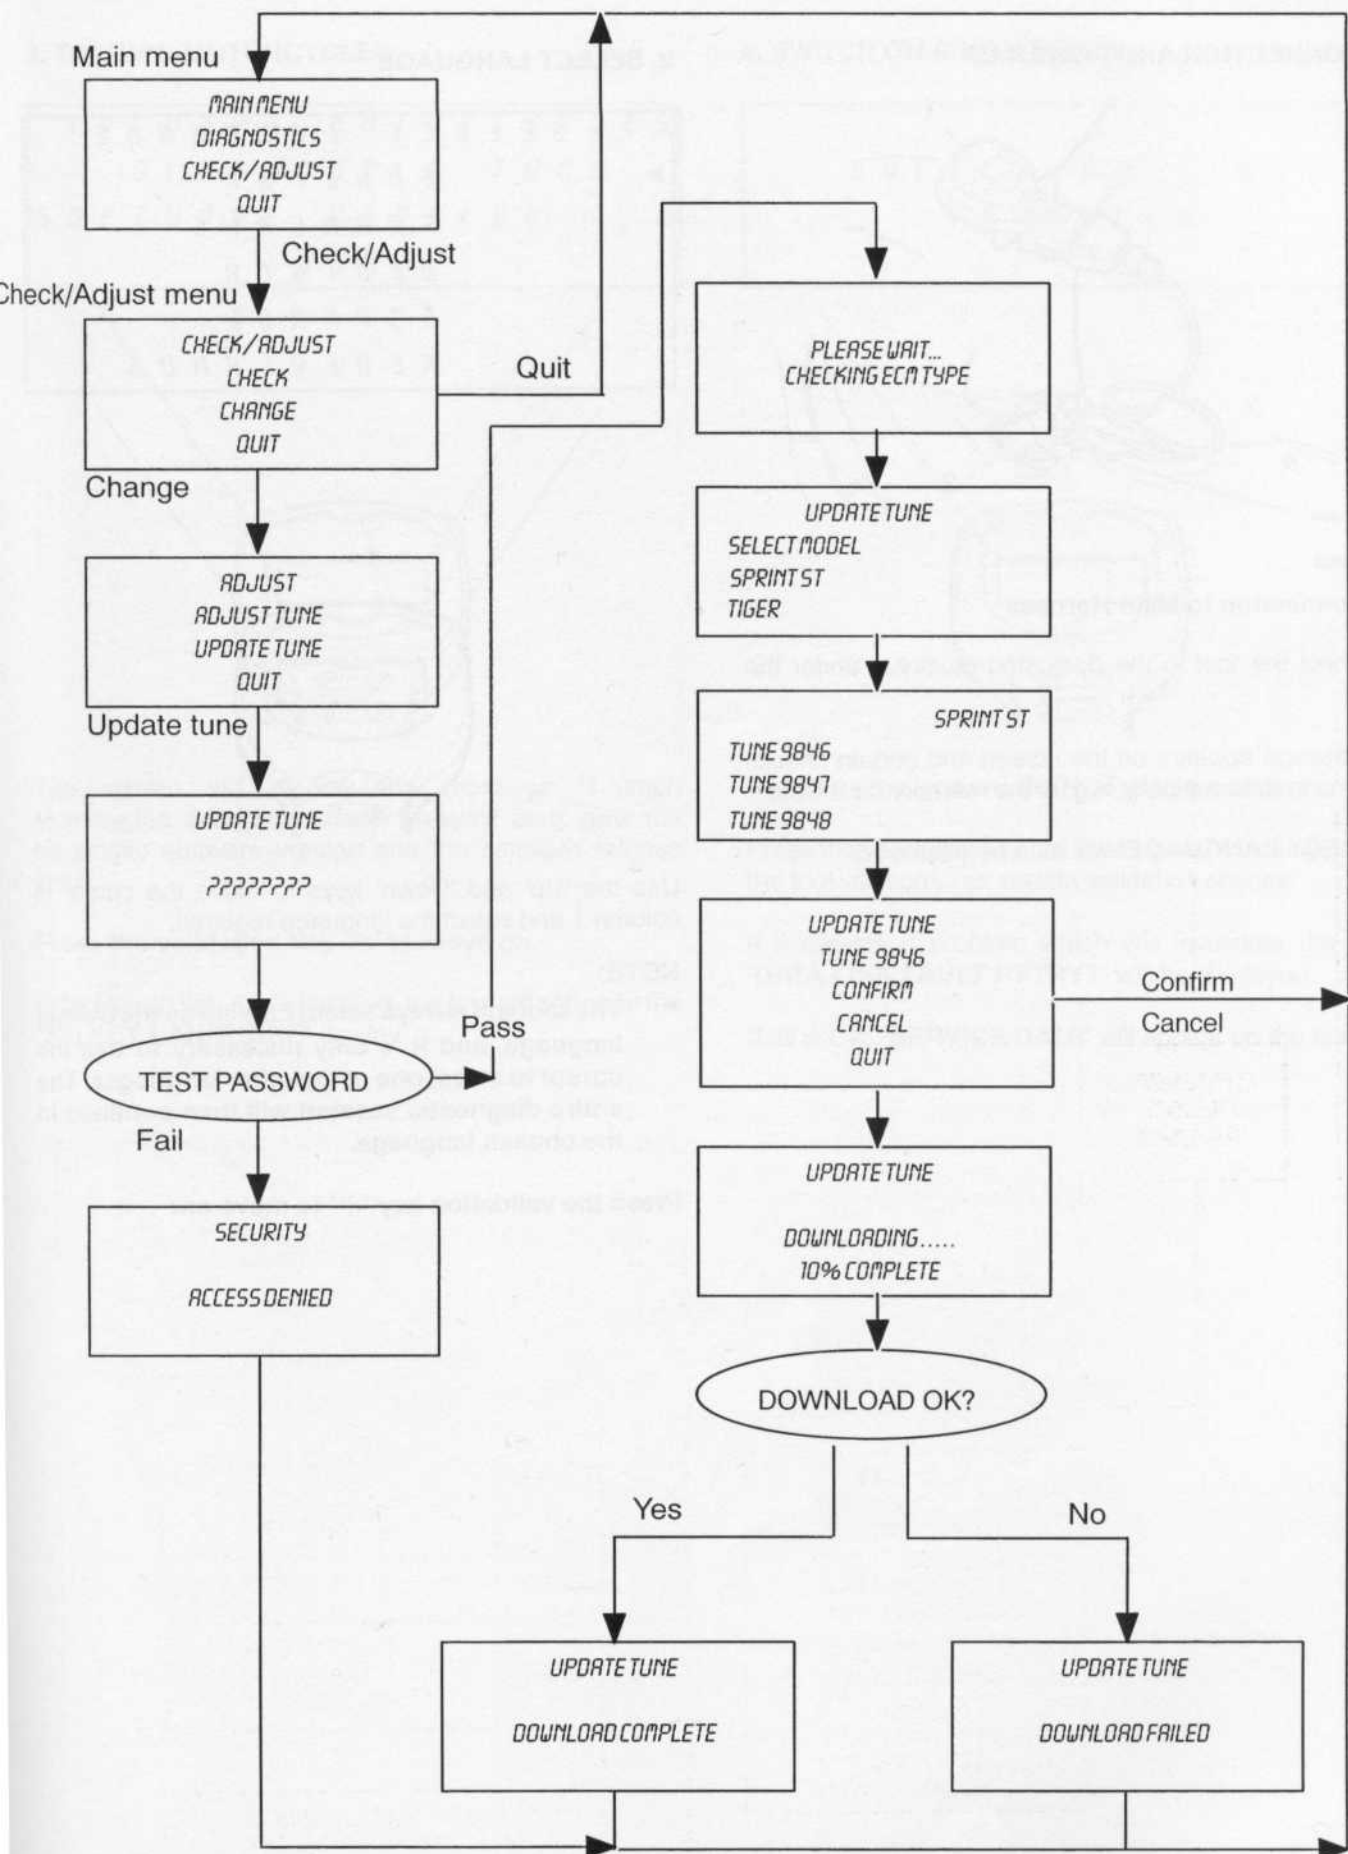 Main menu
MAIN MENU
DIAGNOSTICS
CHECK/ADJUST
QUIT
Check/Adjust
Check/Adjust menu
CHECK/ADJUST
CHECK
CHANGE
QUIT
Quit
Change
ADJUST
ADJUST TUNE
UPDATE TUNE
QUIT
Update tune
UPDATE TUNE
????????
TEST PASSWORD
Pass
Fail
SECURITY
ACCESS DENIED
PLEASE WAIT...
CHECKING ECM TYPE
UPDATE TUNE
SELECT MODEL
SPRINT ST
TIGER
SPRINT ST
TUNE 9846
TUNE 9847
TUNE 9848
UPDATE TUNE
TUNE 9846
CONFIRM
CANCEL
QUIT
Confirm
Cancel
UPDATE TUNE
DOWNLOADING.....
10% COMPLETE
DOWNLOAD OK?
Yes
No
UPDATE TUNE
DOWNLOAD COMPLETE
UPDATE TUNE
DOWNLOAD FAILED